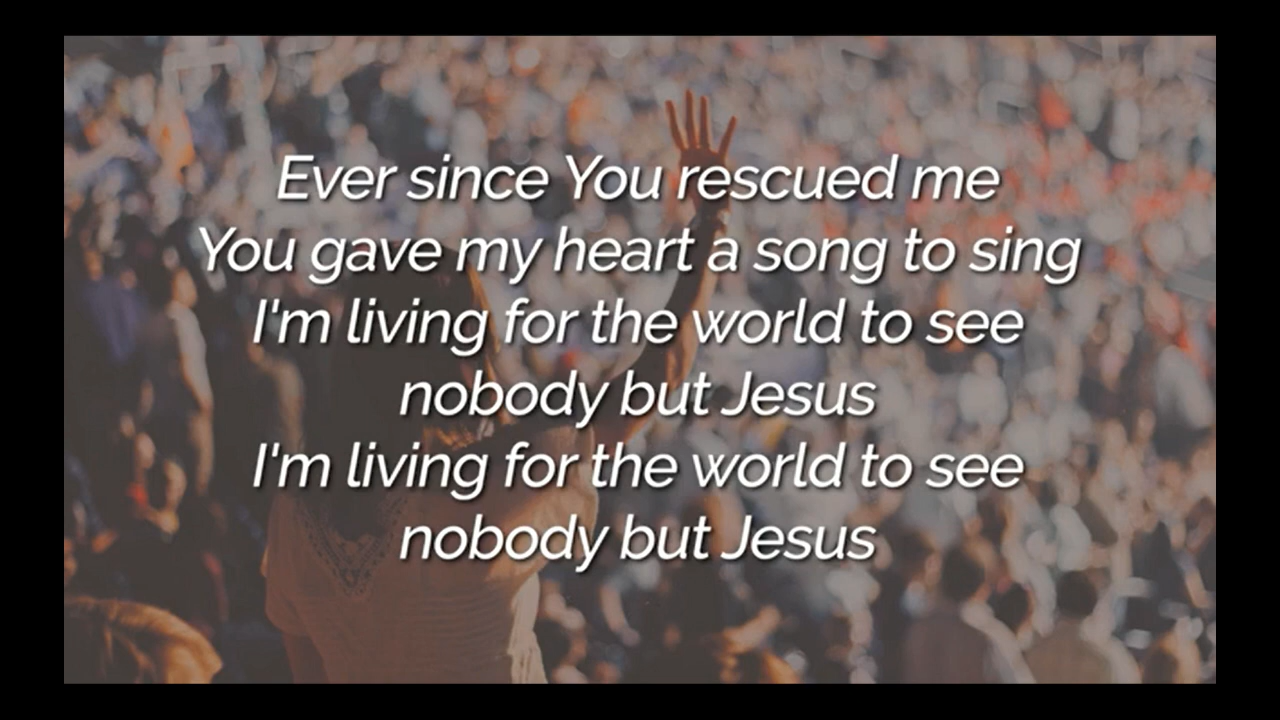 Ever since You rescued me
You gave my heart a song to sing
I'm living for the world to see
nobody but Jesus
I'm living for the world to see
nobody but Jesus